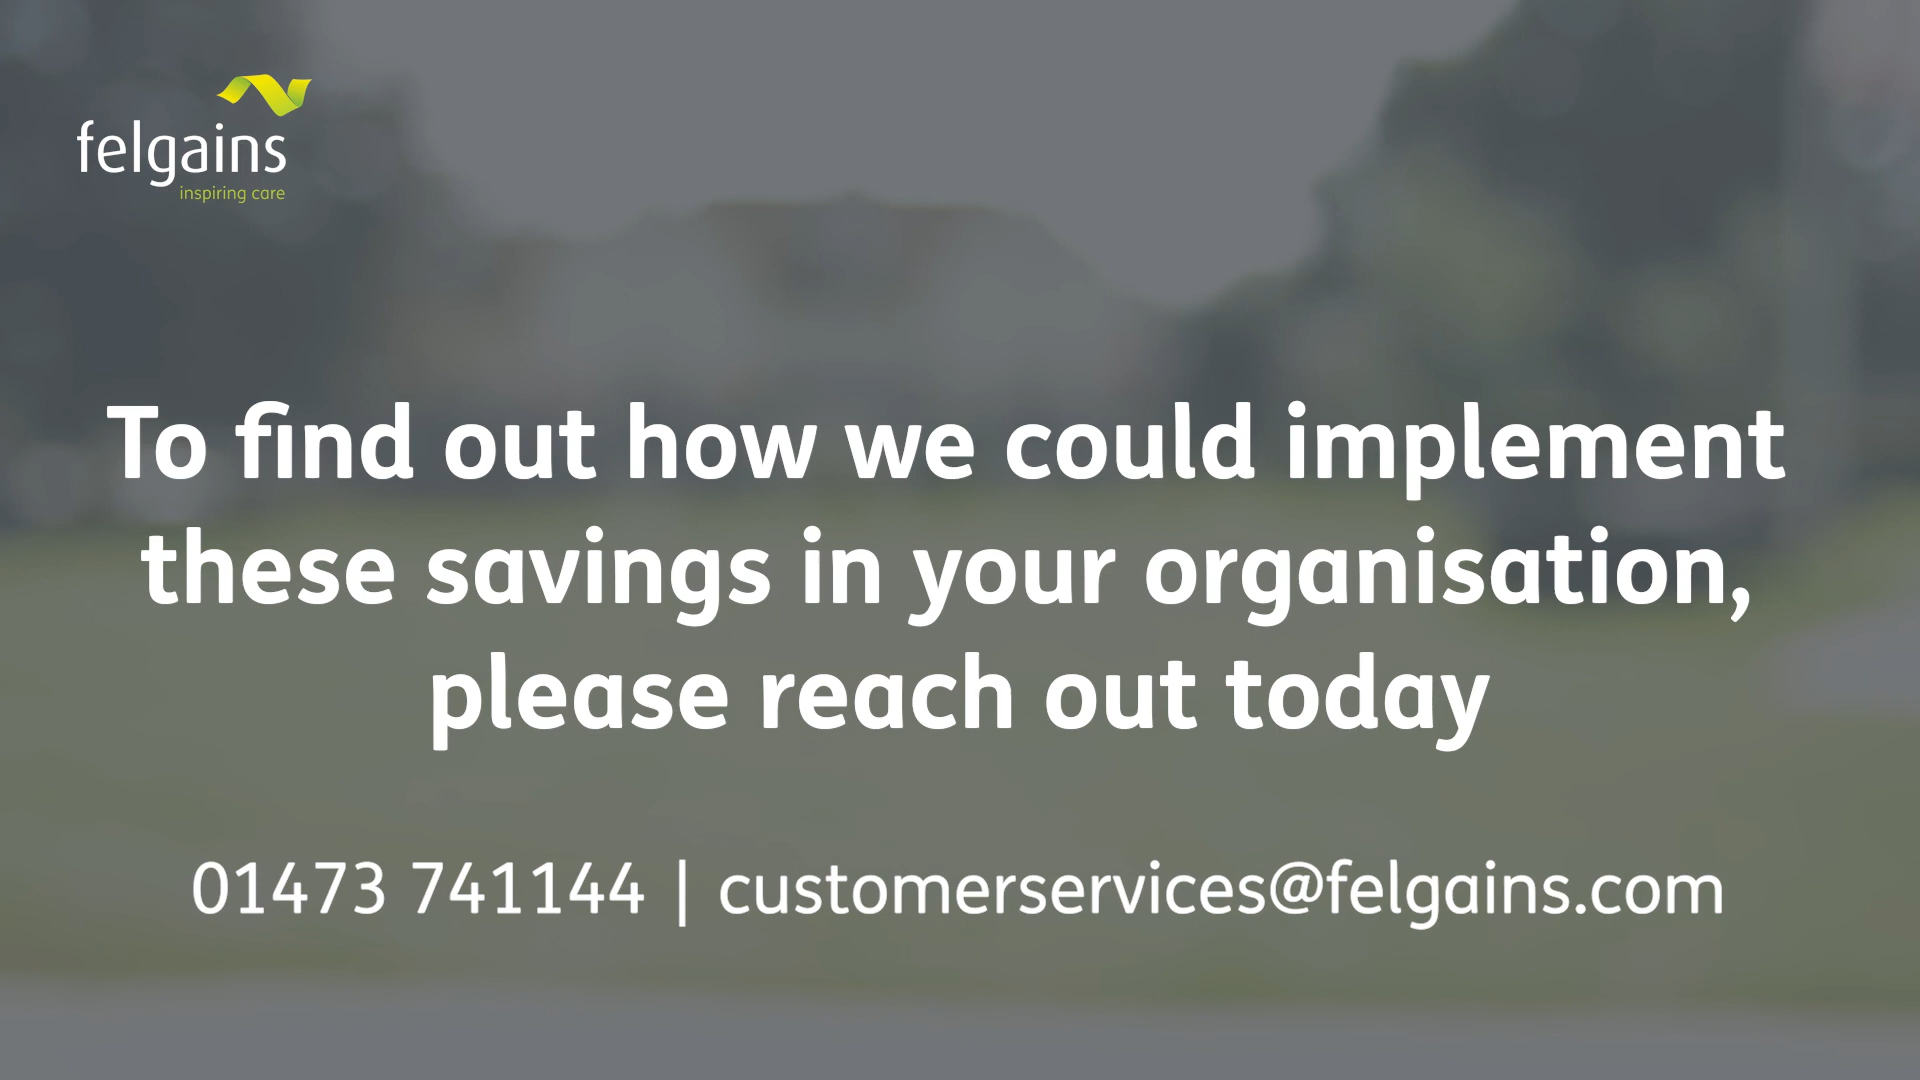 felgains
inspiring care
To find out how we could implement
these savings in your organisation,
please reach out today
01473 741144 | customerservices@felgains.com